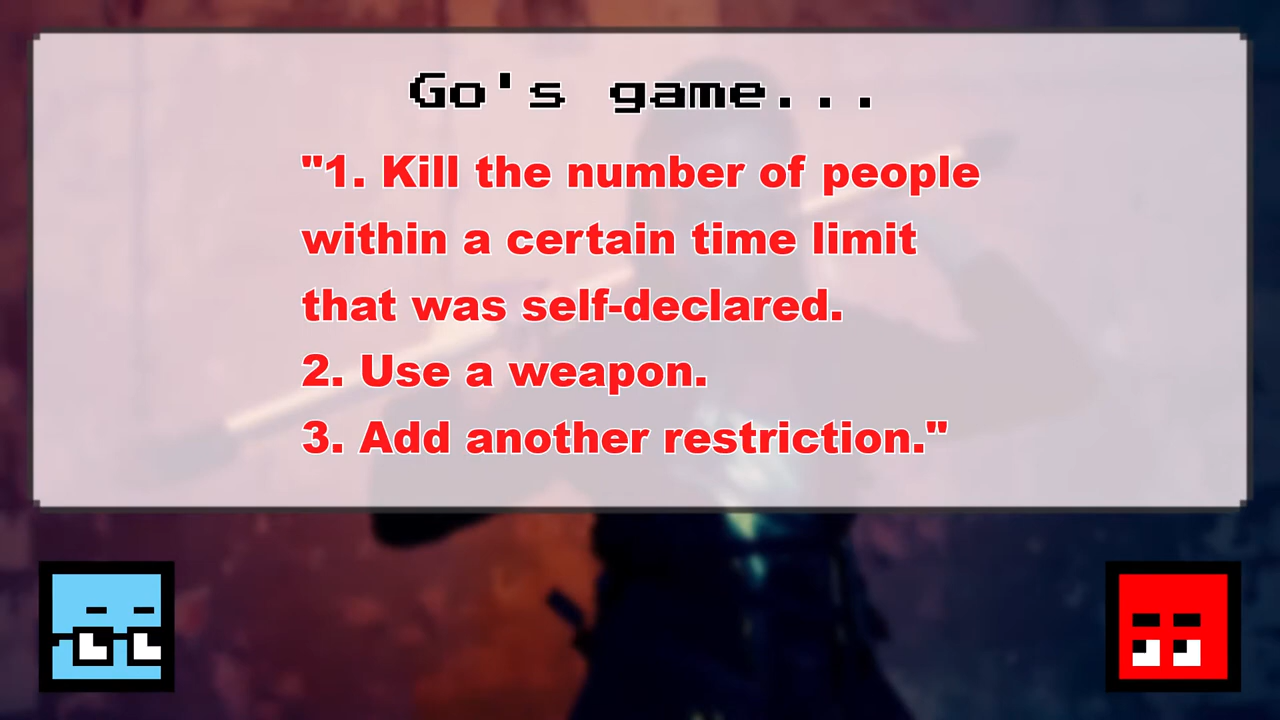 Go's game...
"1. Kill the number of people
within a certain time limit
that was self-declared.
2. Use a weapon.
3. Add another restriction."